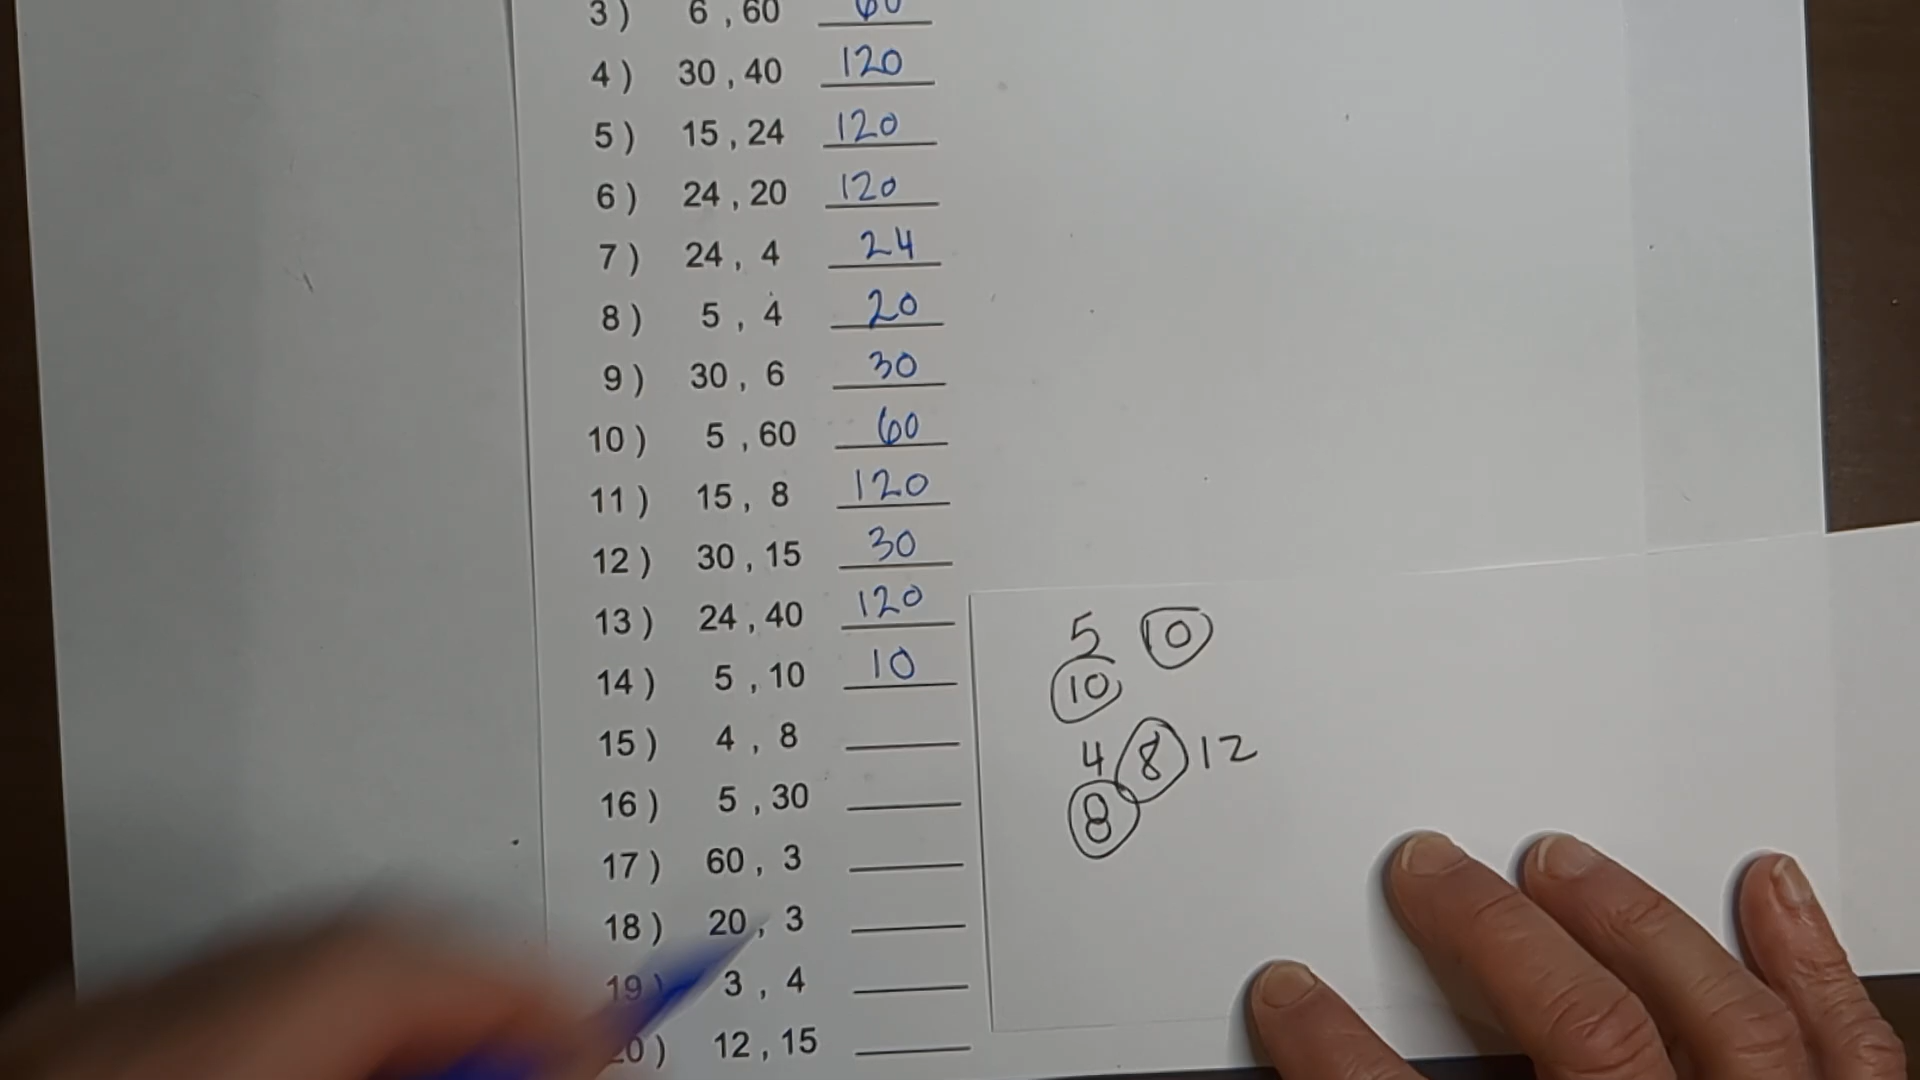 3 ) 6 , 60 60
4 ) 30 , 40 120
5 ) 15 , 24 120
6 ) 24 , 20 120
7 ) 24 , 4 24
8 ) 5 , 4 20
9 ) 30 , 6 30
10 ) 5 , 60 60
11 ) 15 , 8 120
12 ) 30 , 15 30
13 ) 24 , 40 120
14 ) 5 , 10 10
15 ) 4 , 8
16 ) 5 , 30
17 ) 60 , 3
18 ) 20 , 3
19 ) 3 , 4
20 ) 12 , 15
5 10
10
4 8 12
8